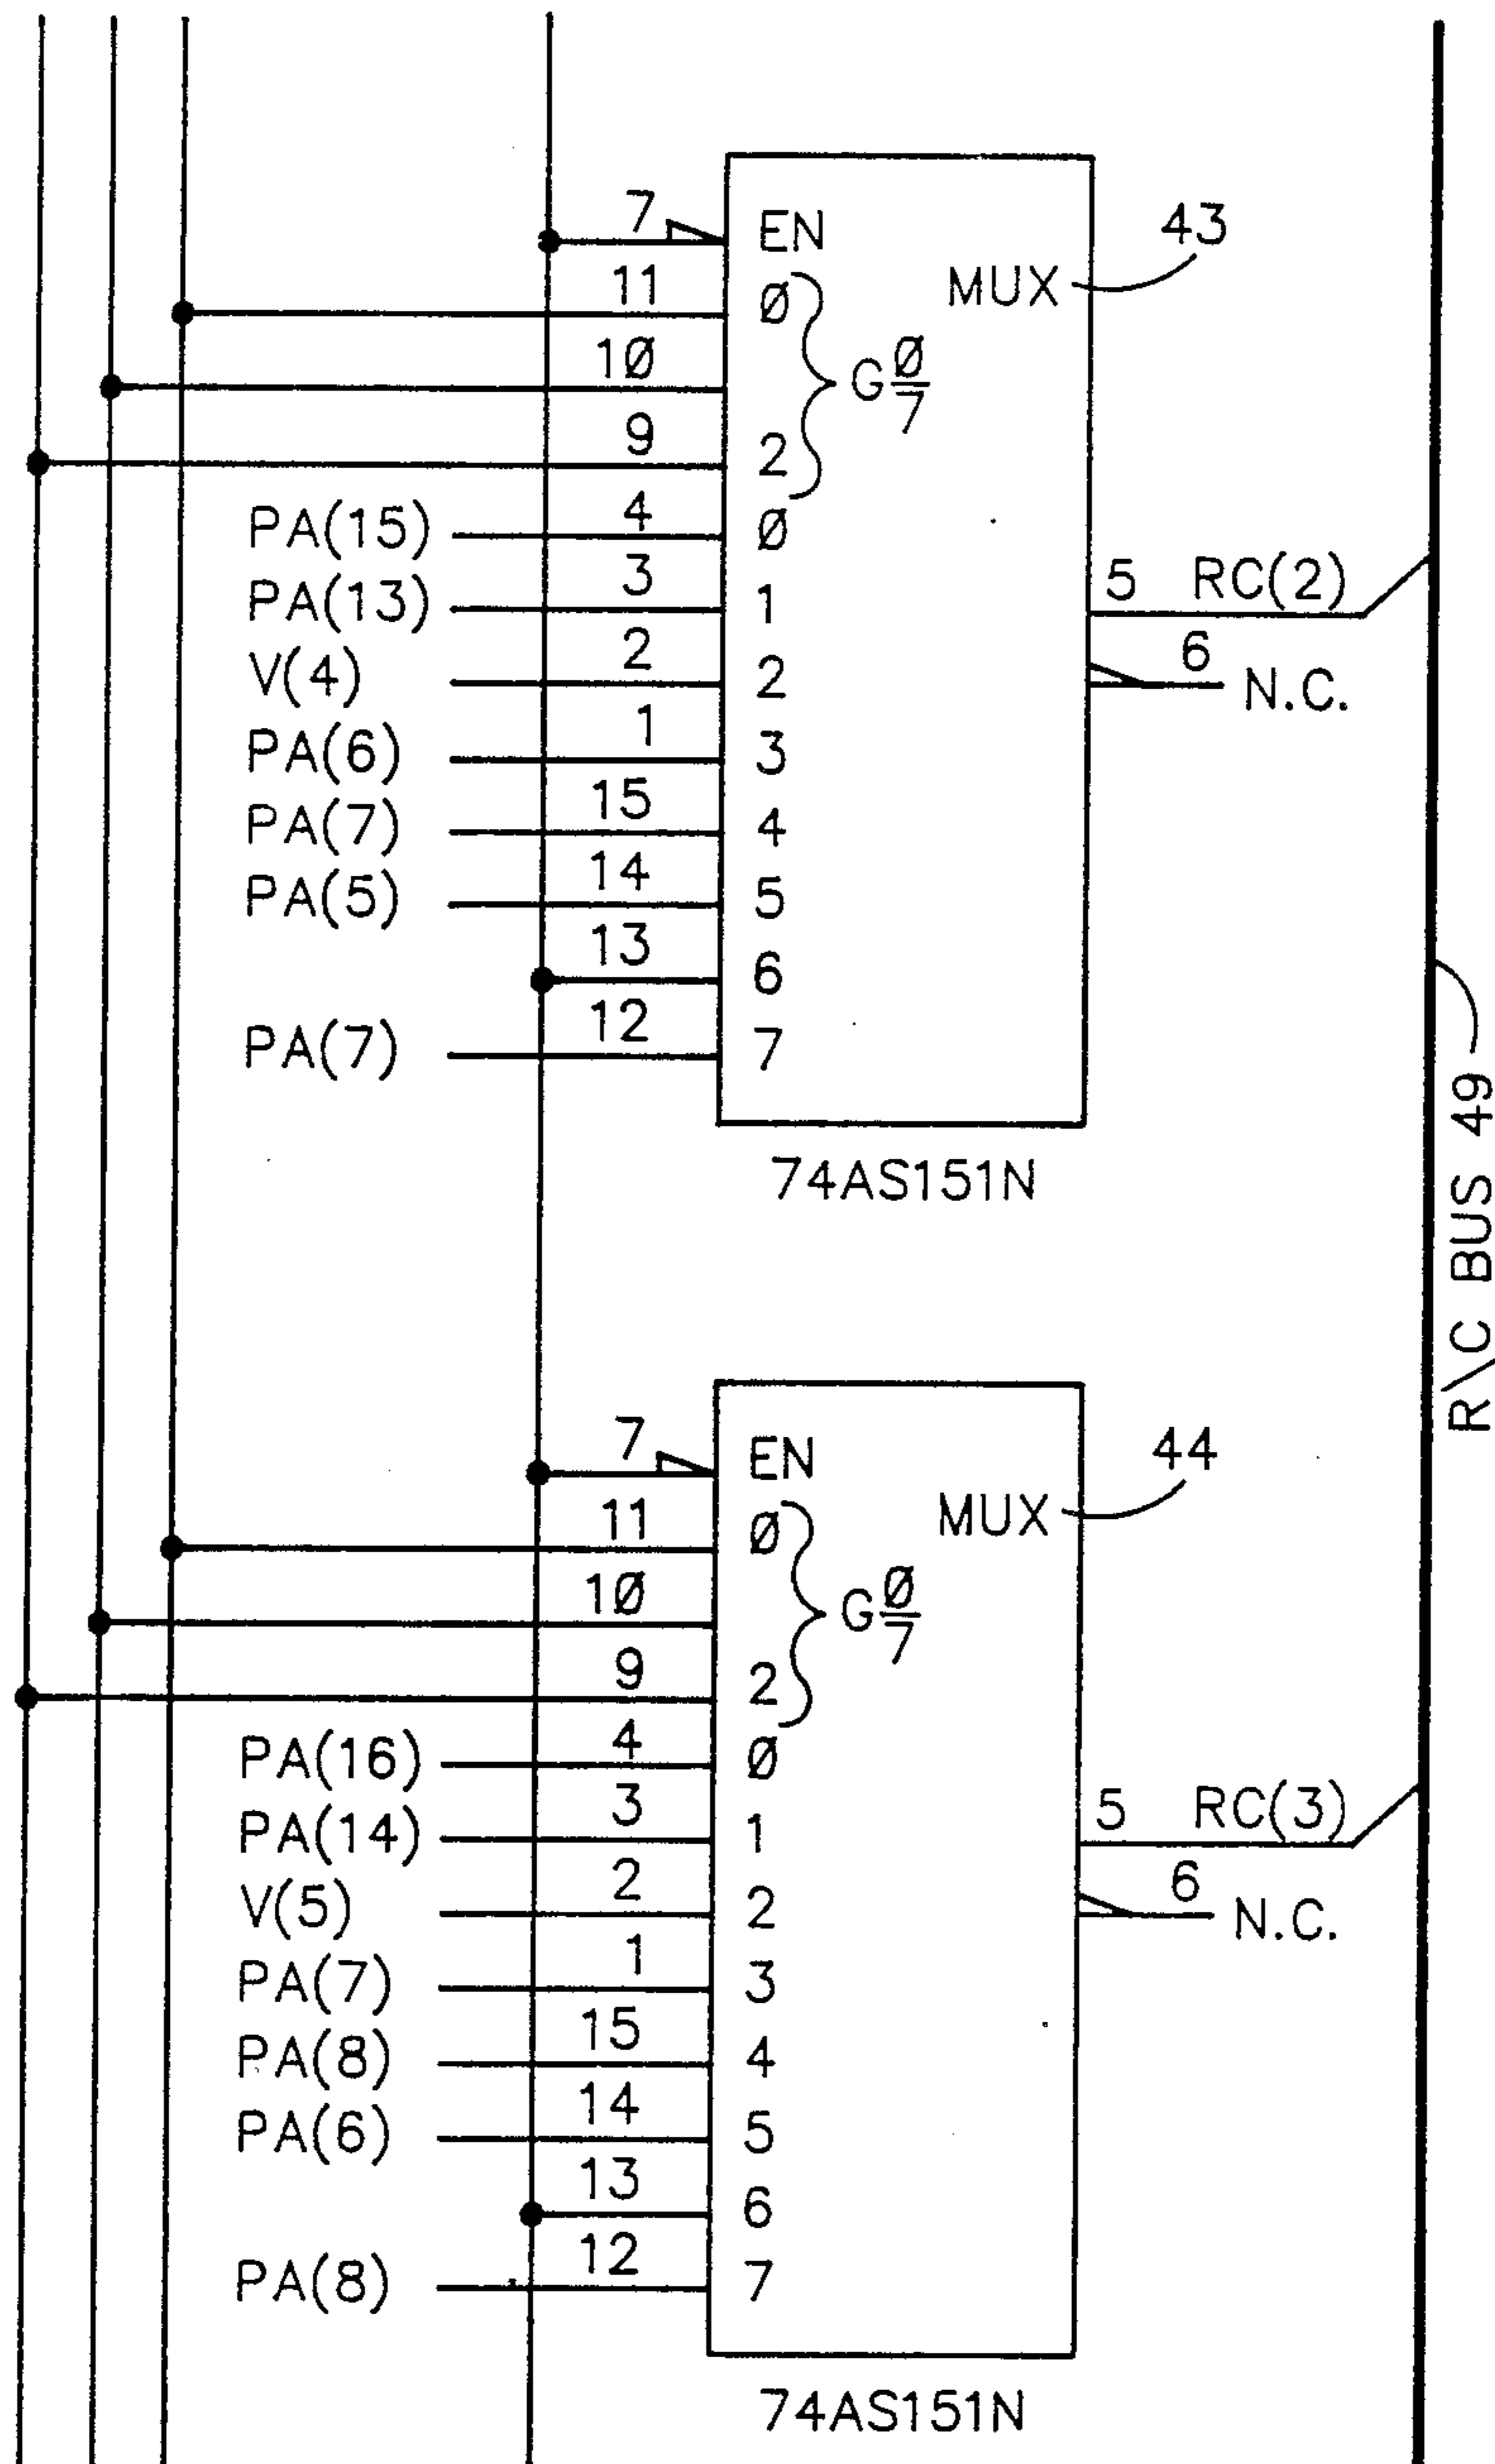 7 EN
43
MUX
11 Ø
1Ø
G Ø/7
9 2
PA(15) 4 Ø
PA(13) 3 1
5 RC(2)
V(4) 2 2
6 N.C.
PA(6) 1 3
PA(7) 15 4
PA(5) 14 5
13 6
PA(7) 12 7
74AS151N
R\C BUS 49
7 EN
44
MUX
11 Ø
1Ø
G Ø/7
9 2
PA(16) 4 Ø
PA(14) 3 1
5 RC(3)
V(5) 2 2
6 N.C.
PA(7) 1 3
PA(8) 15 4
PA(6) 14 5
13 6
PA(8) 12 7
74AS151N